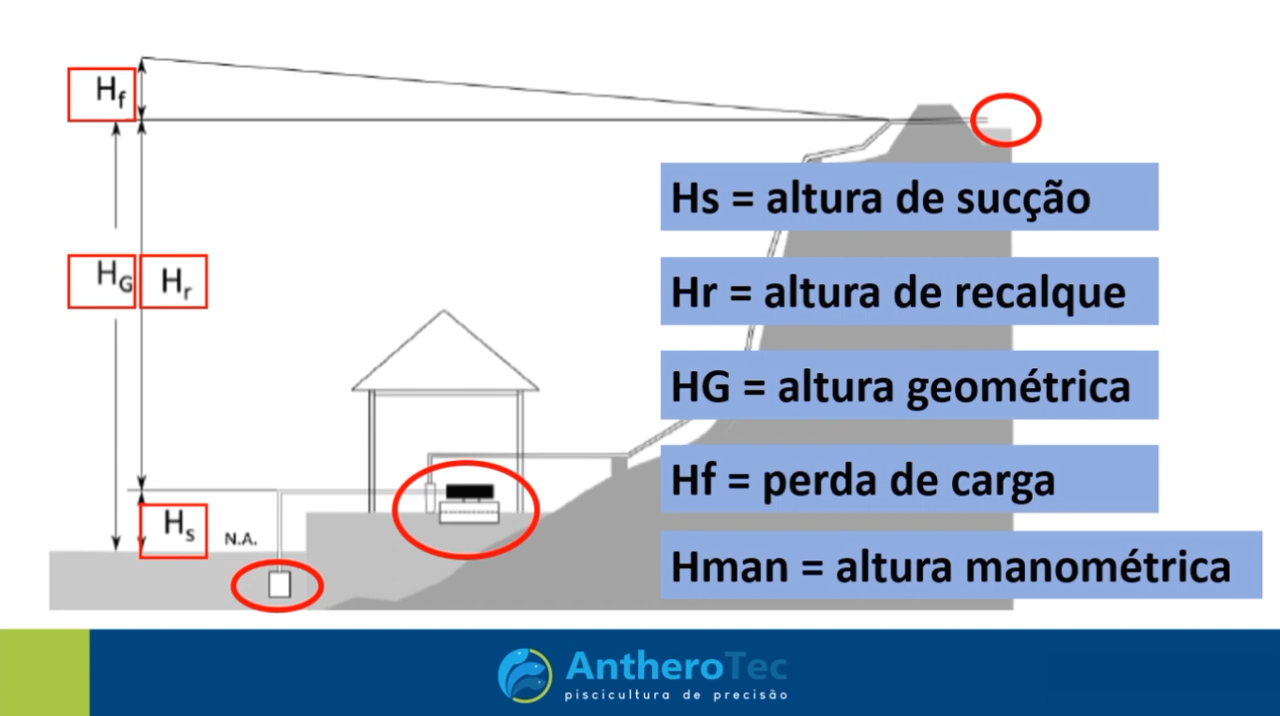 Hf
HG
Hr
Hs
N.A.
Hs = altura de sucção
Hr = altura de recalque
HG = altura geométrica
Hf = perda de carga
Hman = altura manométrica
AntheroTec
piscicultura de precisão